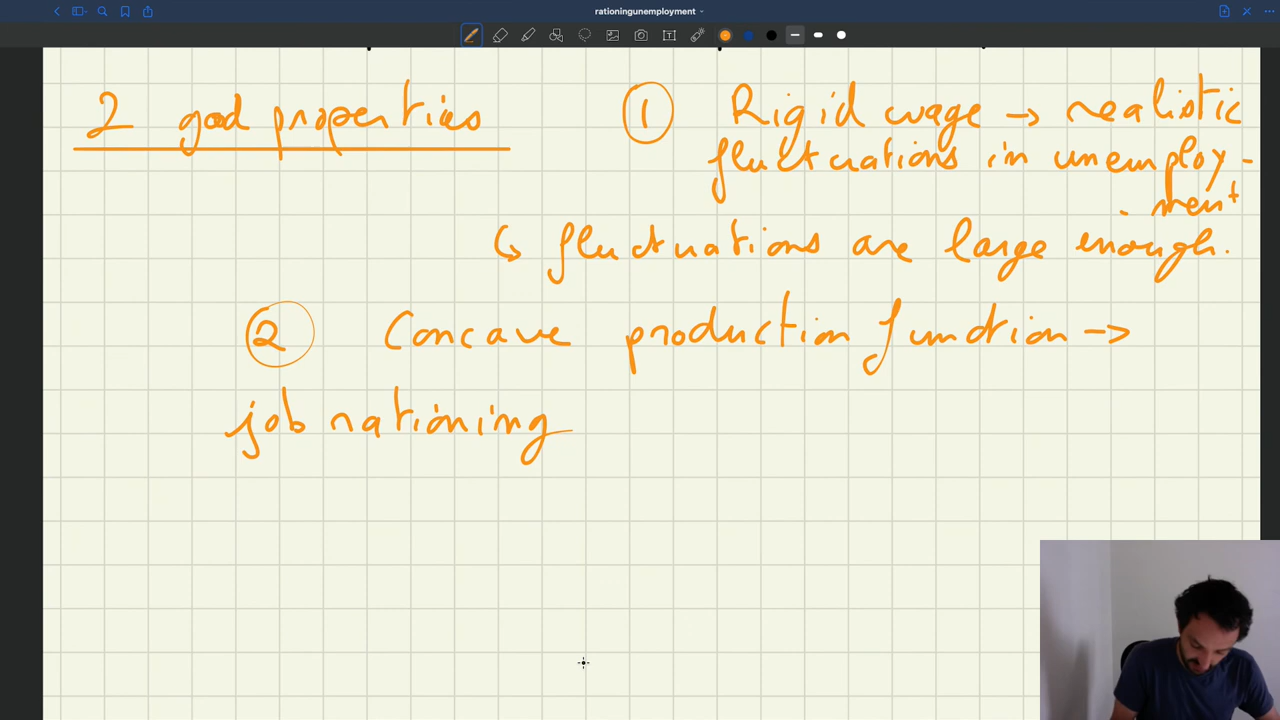 rationingunemployment
2 good properties
① Rigid wage → realistic
fluctuations in unemploy-
ment
↳ fluctuations are large enough.
② Concave production function →
job rationing